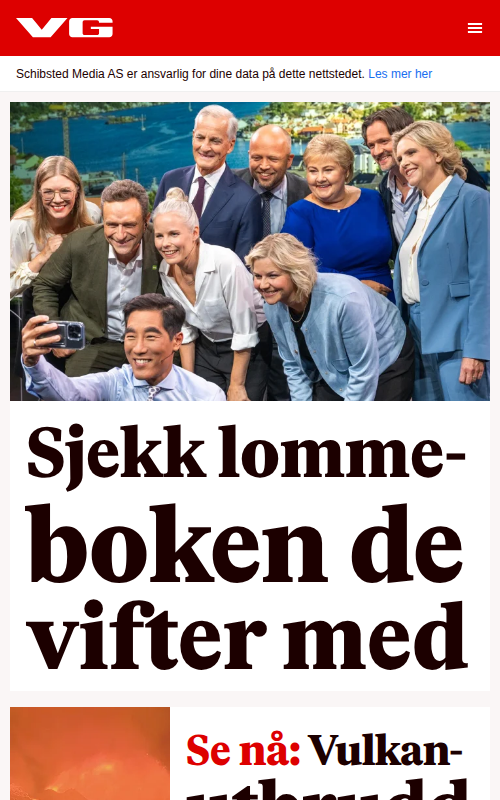 VG
Schibsted Media AS er ansvarlig for dine data på dette nettstedet. Les mer her
Sjekk lomme-
boken de
vifter med
Se nå: Vulkan-
utbrudd